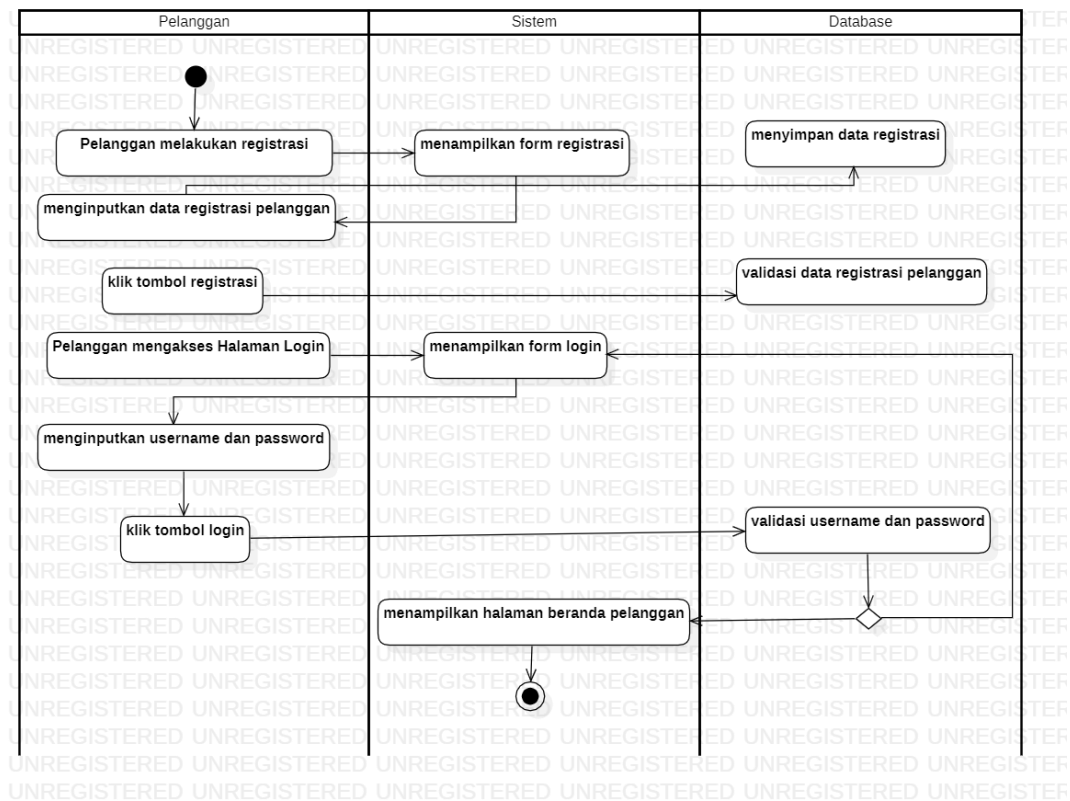 Pelanggan
Sistem
Database
Pelanggan melakukan registrasi
menampilkan form registrasi
menyimpan data registrasi
menginputkan data registrasi pelanggan
klik tombol registrasi
validasi data registrasi pelanggan
Pelanggan mengakses Halaman Login
menampilkan form login
menginputkan username dan password
klik tombol login
validasi username dan password
menampilkan halaman beranda pelanggan
UNREGISTERED